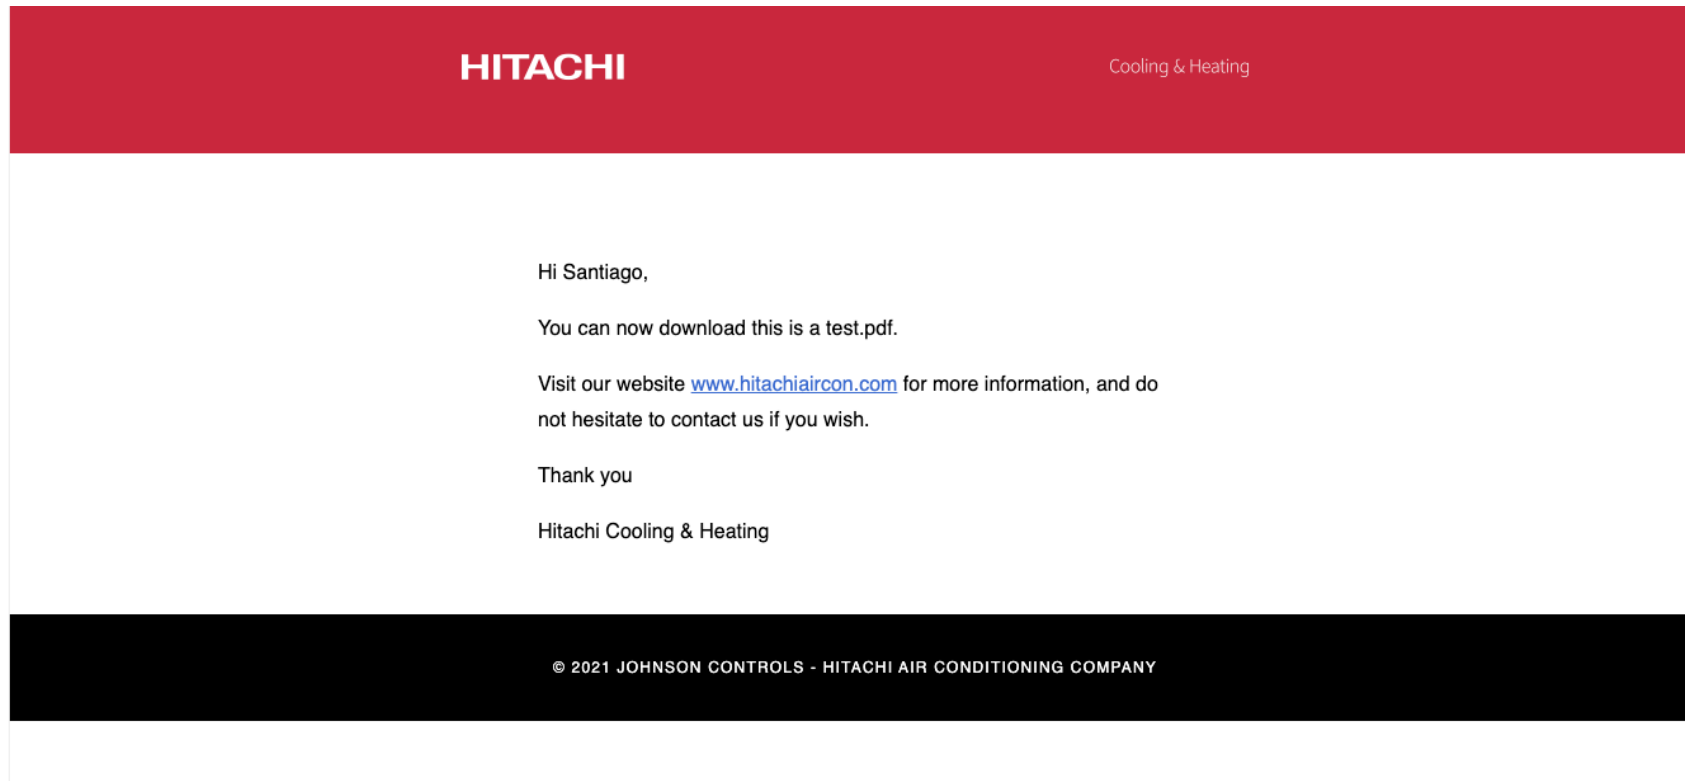 HITACHI
Cooling & Heating
Hi Santiago,
You can now download this is a test.pdf.
Visit our website www.hitachiaircon.com for more information, and do
not hesitate to contact us if you wish.
Thank you
Hitachi Cooling & Heating
© 2021 JOHNSON CONTROLS - HITACHI AIR CONDITIONING COMPANY